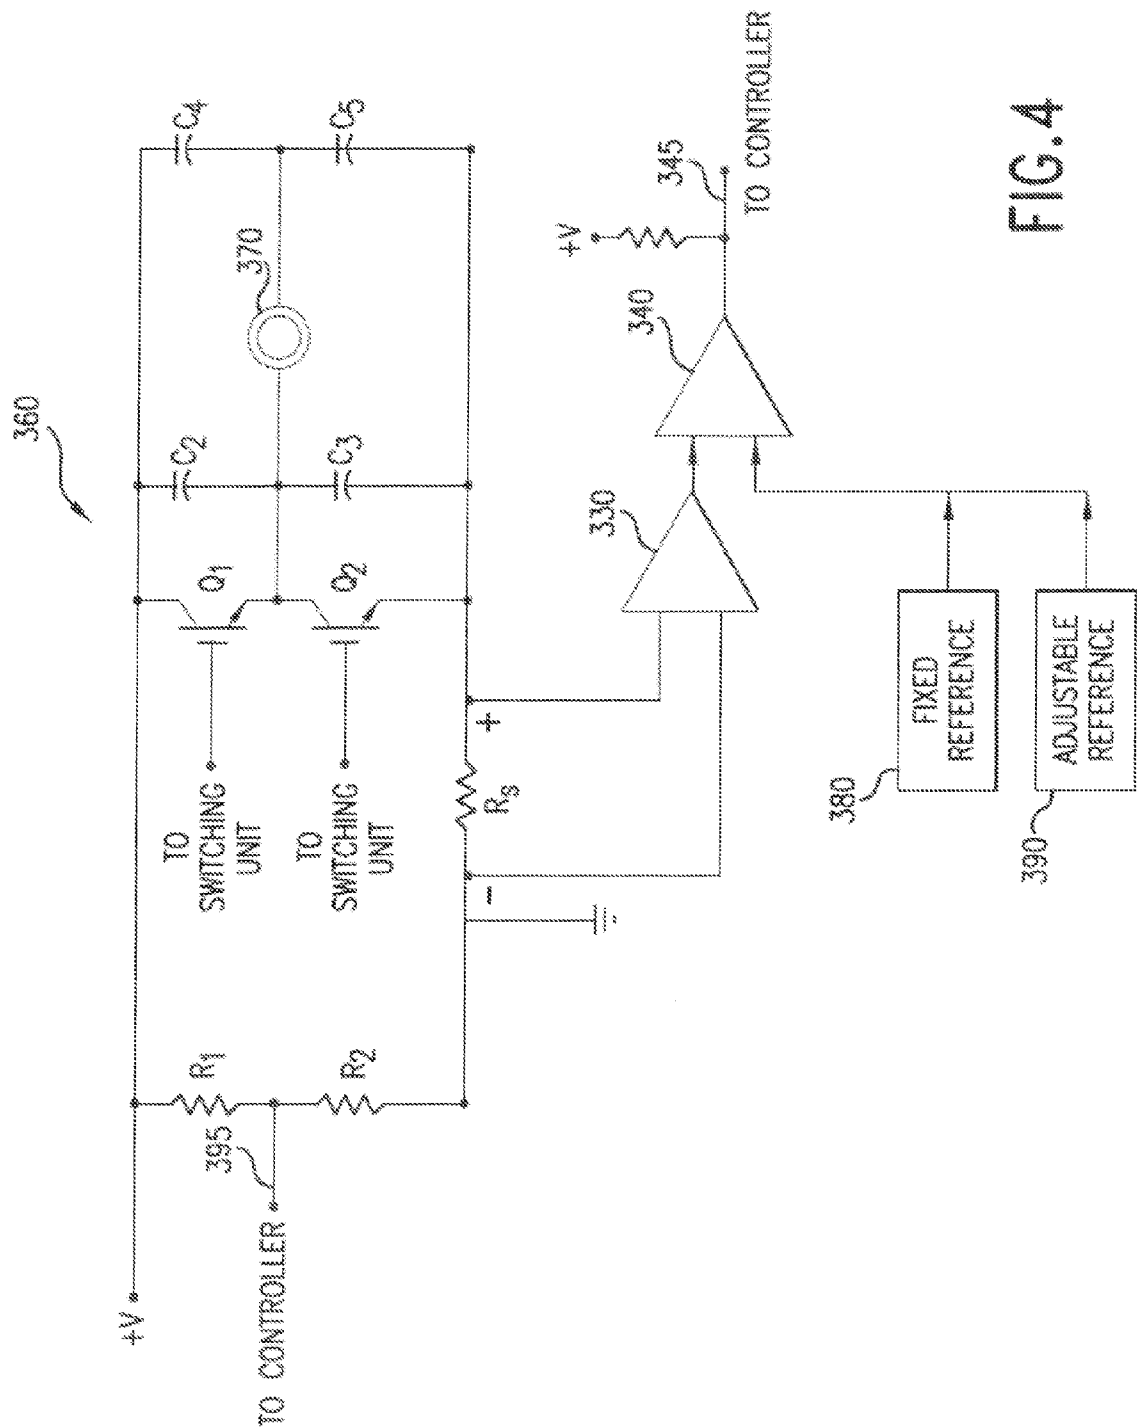 360
+V
R1
R2
395
TO CONTROLLER
TO
SWITCHING
UNIT
TO
SWITCHING
UNIT
Q1
Q2
C2
C3
370
C4
C5
-
Rs
+
330
340
+V
345
TO CONTROLLER
380
FIXED
REFERENCE
390
ADJUSTABLE
REFERENCE
FIG.4